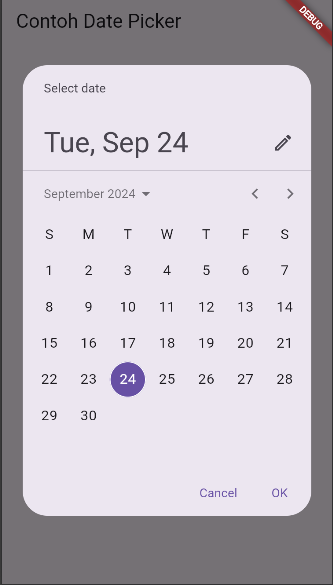 Contoh Date Picker
DEBUG
Select date
Tue, Sep 24
September 2024
S M T W T F S
1 2 3 4 5 6 7
8 9 10 11 12 13 14
15 16 17 18 19 20 21
22 23 24 25 26 27 28
29 30
Cancel OK